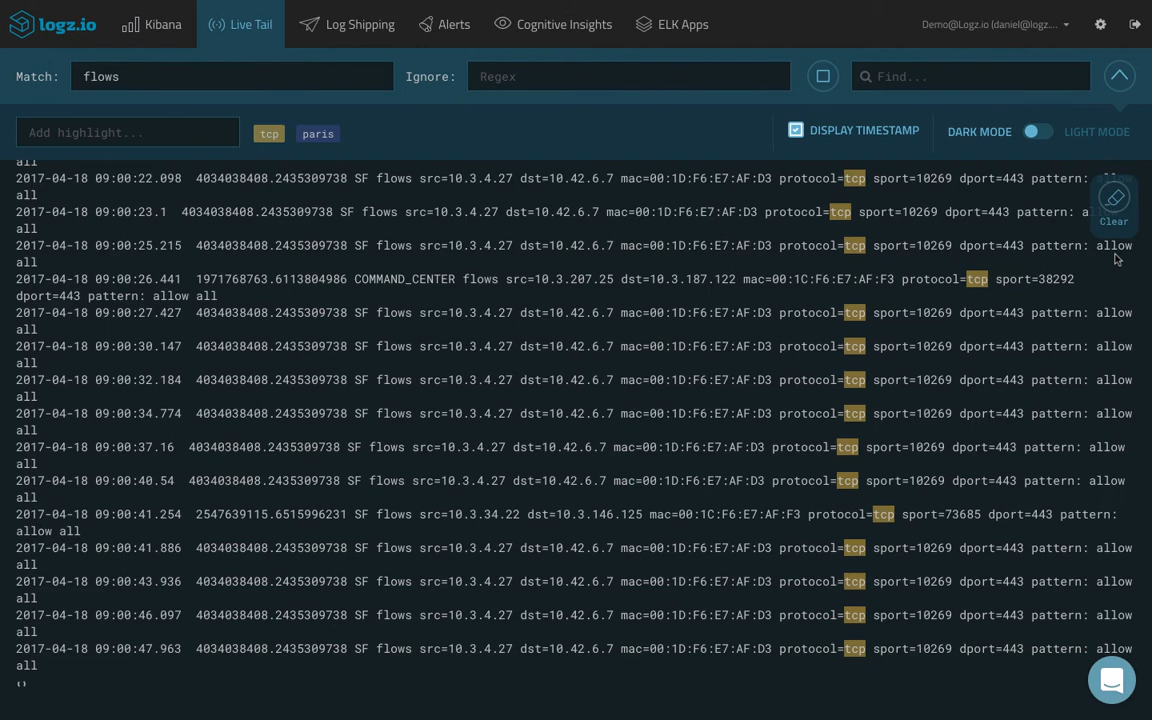 logz.io Kibana Live Tail Log Shipping Alerts Cognitive Insights ELK Apps Demo@Logz.io (daniel@logz....
Match: flows Ignore: Regex Find...
Add highlight... tcp paris DISPLAY TIMESTAMP DARK MODE LIGHT MODE
all
2017-04-18 09:00:22.098 4034038408.2435309738 SF flows src=10.3.4.27 dst=10.42.6.7 mac=00:1D:F6:E7:AF:D3 protocol=tcp sport=10269 dport=443 pattern: allow
all
2017-04-18 09:00:23.1 4034038408.2435309738 SF flows src=10.3.4.27 dst=10.42.6.7 mac=00:1D:F6:E7:AF:D3 protocol=tcp sport=10269 dport=443 pattern: allow
all
Clear
2017-04-18 09:00:25.215 4034038408.2435309738 SF flows src=10.3.4.27 dst=10.42.6.7 mac=00:1D:F6:E7:AF:D3 protocol=tcp sport=10269 dport=443 pattern: allow
all
2017-04-18 09:00:26.441 1971768763.6113804986 COMMAND_CENTER flows src=10.3.207.25 dst=10.3.187.122 mac=00:1C:F6:E7:AF:F3 protocol=tcp sport=38292
dport=443 pattern: allow all
2017-04-18 09:00:27.427 4034038408.2435309738 SF flows src=10.3.4.27 dst=10.42.6.7 mac=00:1D:F6:E7:AF:D3 protocol=tcp sport=10269 dport=443 pattern: allow
all
2017-04-18 09:00:30.147 4034038408.2435309738 SF flows src=10.3.4.27 dst=10.42.6.7 mac=00:1D:F6:E7:AF:D3 protocol=tcp sport=10269 dport=443 pattern: allow
all
2017-04-18 09:00:32.184 4034038408.2435309738 SF flows src=10.3.4.27 dst=10.42.6.7 mac=00:1D:F6:E7:AF:D3 protocol=tcp sport=10269 dport=443 pattern: allow
all
2017-04-18 09:00:34.774 4034038408.2435309738 SF flows src=10.3.4.27 dst=10.42.6.7 mac=00:1D:F6:E7:AF:D3 protocol=tcp sport=10269 dport=443 pattern: allow
all
2017-04-18 09:00:37.16 4034038408.2435309738 SF flows src=10.3.4.27 dst=10.42.6.7 mac=00:1D:F6:E7:AF:D3 protocol=tcp sport=10269 dport=443 pattern: allow
all
2017-04-18 09:00:40.54 4034038408.2435309738 SF flows src=10.3.4.27 dst=10.42.6.7 mac=00:1D:F6:E7:AF:D3 protocol=tcp sport=10269 dport=443 pattern: allow
all
2017-04-18 09:00:41.254 2547639115.6515996231 SF flows src=10.3.34.22 dst=10.3.146.125 mac=00:1C:F6:E7:AF:F3 protocol=tcp sport=73685 dport=443 pattern:
allow all
2017-04-18 09:00:41.886 4034038408.2435309738 SF flows src=10.3.4.27 dst=10.42.6.7 mac=00:1D:F6:E7:AF:D3 protocol=tcp sport=10269 dport=443 pattern: allow
all
2017-04-18 09:00:43.936 4034038408.2435309738 SF flows src=10.3.4.27 dst=10.42.6.7 mac=00:1D:F6:E7:AF:D3 protocol=tcp sport=10269 dport=443 pattern: allow
all
2017-04-18 09:00:46.097 4034038408.2435309738 SF flows src=10.3.4.27 dst=10.42.6.7 mac=00:1D:F6:E7:AF:D3 protocol=tcp sport=10269 dport=443 pattern: allow
all
2017-04-18 09:00:47.963 4034038408.2435309738 SF flows src=10.3.4.27 dst=10.42.6.7 mac=00:1D:F6:E7:AF:D3 protocol=tcp sport=10269 dport=443 pattern: allow
all